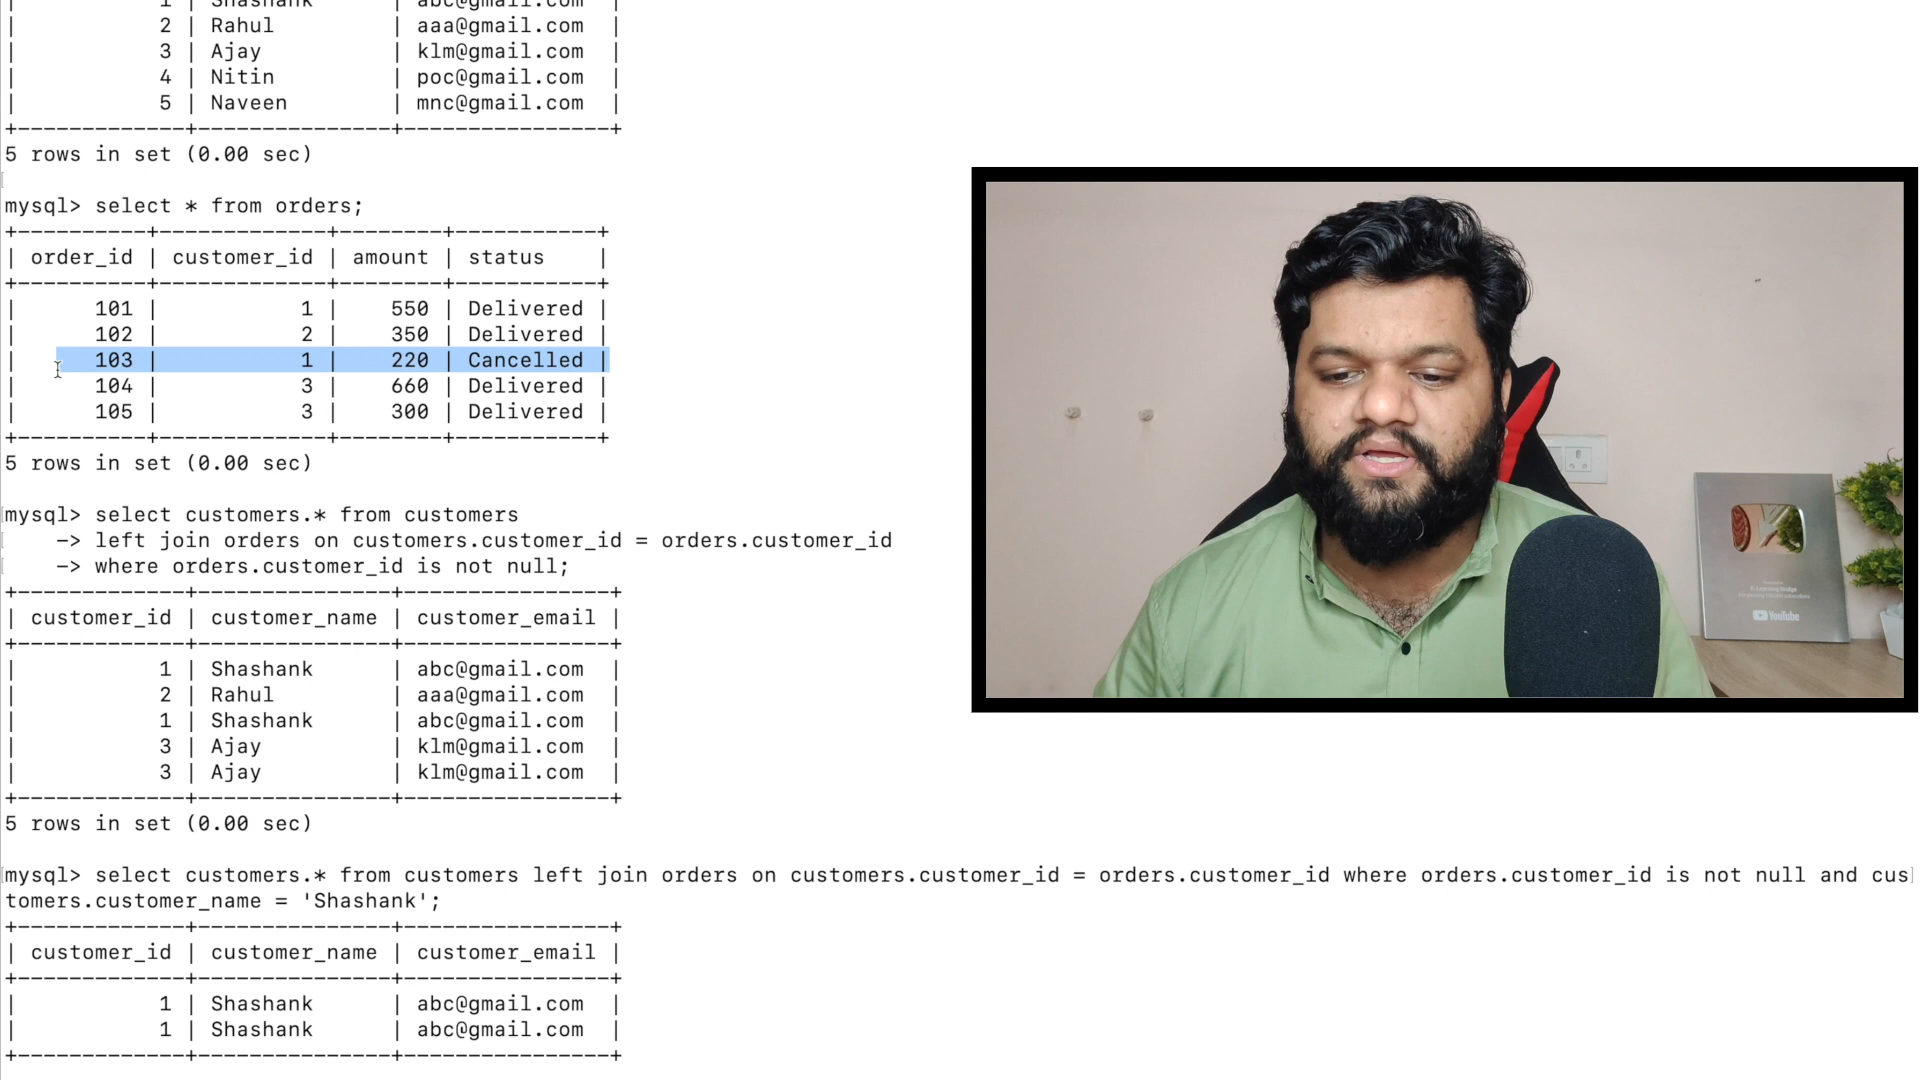 | 1 | Shashank | abc@gmail.com |
| 2 | Rahul | aaa@gmail.com |
| 3 | Ajay | klm@gmail.com |
| 4 | Nitin | poc@gmail.com |
| 5 | Naveen | mnc@gmail.com |
+-------------+---------------+----------------+
5 rows in set (0.00 sec)
mysql> select * from orders;
+----------+-------------+--------+-----------+
| order_id | customer_id | amount | status |
+----------+-------------+--------+-----------+
| 101 | 1 | 550 | Delivered |
| 102 | 2 | 350 | Delivered |
| 103 | 1 | 220 | Cancelled |
| 104 | 3 | 660 | Delivered |
| 105 | 3 | 300 | Delivered |
+----------+-------------+--------+-----------+
5 rows in set (0.00 sec)
mysql> select customers.* from customers
-> left join orders on customers.customer_id = orders.customer_id
-> where orders.customer_id is not null;
+-------------+---------------+----------------+
| customer_id | customer_name | customer_email |
+-------------+---------------+----------------+
| 1 | Shashank | abc@gmail.com |
| 2 | Rahul | aaa@gmail.com |
| 1 | Shashank | abc@gmail.com |
| 3 | Ajay | klm@gmail.com |
| 3 | Ajay | klm@gmail.com |
+-------------+---------------+----------------+
5 rows in set (0.00 sec)
mysql> select customers.* from customers left join orders on customers.customer_id = orders.customer_id where orders.customer_id is not null and cus
tomers.customer_name = 'Shashank';
+-------------+---------------+----------------+
| customer_id | customer_name | customer_email |
+-------------+---------------+----------------+
| 1 | Shashank | abc@gmail.com |
| 1 | Shashank | abc@gmail.com |
+-------------+---------------+----------------+
YouTube